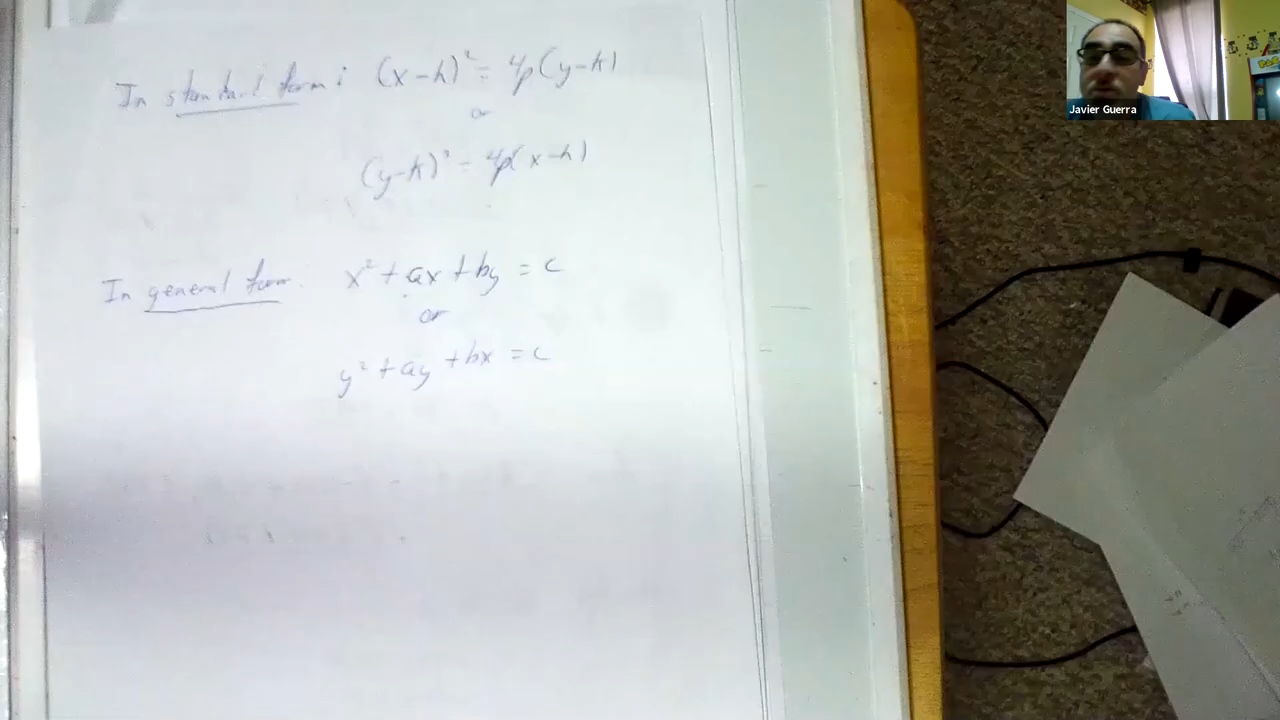 In standard form: (x-h)² = 4p(y-k)
or
(y-k)² = 4p(x-h)
In general form: x² + ax + by = c
or
y² + ay + bx = c
Javier Guerra